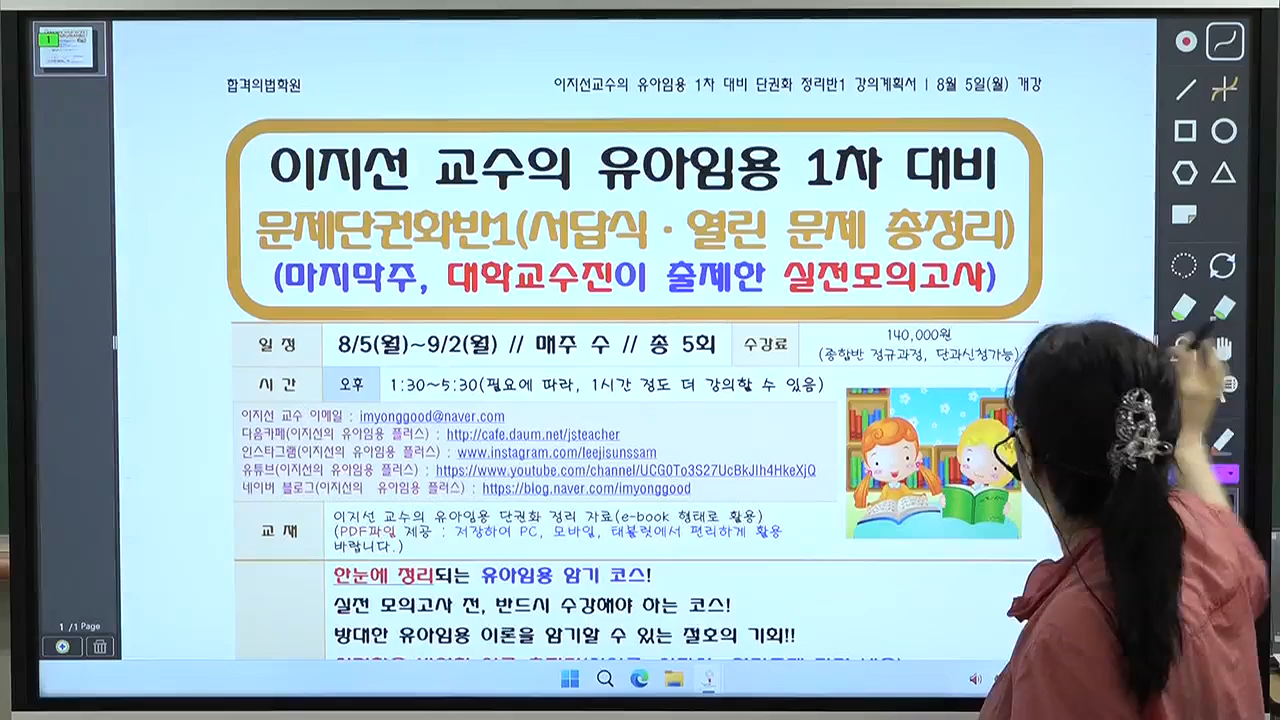 1
합격의법학원
이지선교수의 유아임용 1차 대비 단권화 정리반1 강의계획서 | 8월 5일(월) 개강
이지선 교수의 유아임용 1차 대비
문제단권화반1(서답식 · 열린 문제 총정리)
(마지막주, 대학교수진이 출제한 실전모의고사)
일 정
8/5(월)~9/2(월) // 매주 수 // 총 5회
수강료
140,000원
(종합반 정규과정, 단과신청가능)
시 간
오후
1:30~5:30(필요에 따라, 1시간 정도 더 강의할 수 있음)
이지선 교수 이메일 : imyonggood@naver.com
다음카페(이지선의 유아임용 플러스) : http://cafe.daum.net/jsteacher
인스티그램(이지선의 유아임용 플러스) : www.instagram.com/leejisunssam
유튜브(이지선의 유아임용 플러스) : https://www.youtube.com/channel/UCG0To3S27UcBkJIh4HkeXjQ
네이버 블로그(이지선의 유아임용 플러스) : https://blog.naver.com/imyonggood
교 재
이지선 교수의 유아임용 단권화 정리 자료(e-book 형태로 활용)
(PDF파일 제공 : 저장하여 PC, 모바일, 태블릿에서 편리하게 활용
바랍니다.)
한눈에 정리되는 유아임용 암기 코스!
실전 모의고사 전, 반드시 수강해야 하는 코스!
방대한 유아임용 이론을 암기할 수 있는 절호의 기회!!
1 /1 Page